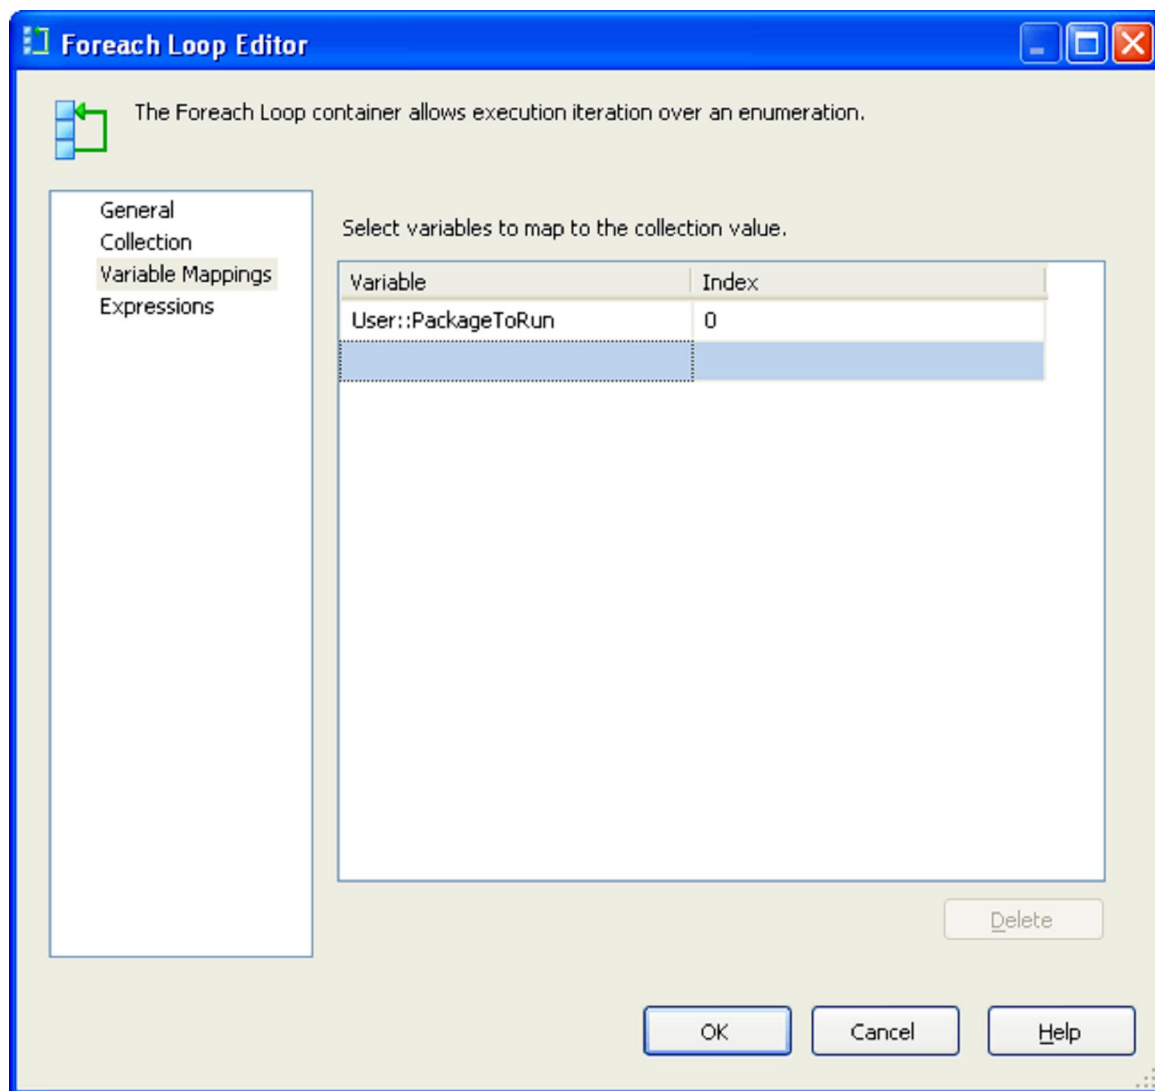 Foreach Loop Editor
The Foreach Loop container allows execution iteration over an enumeration.
General
Collection
Variable Mappings
Expressions
Select variables to map to the collection value.
Variable Index
User::PackageToRun 0
Delete
OK Cancel Help